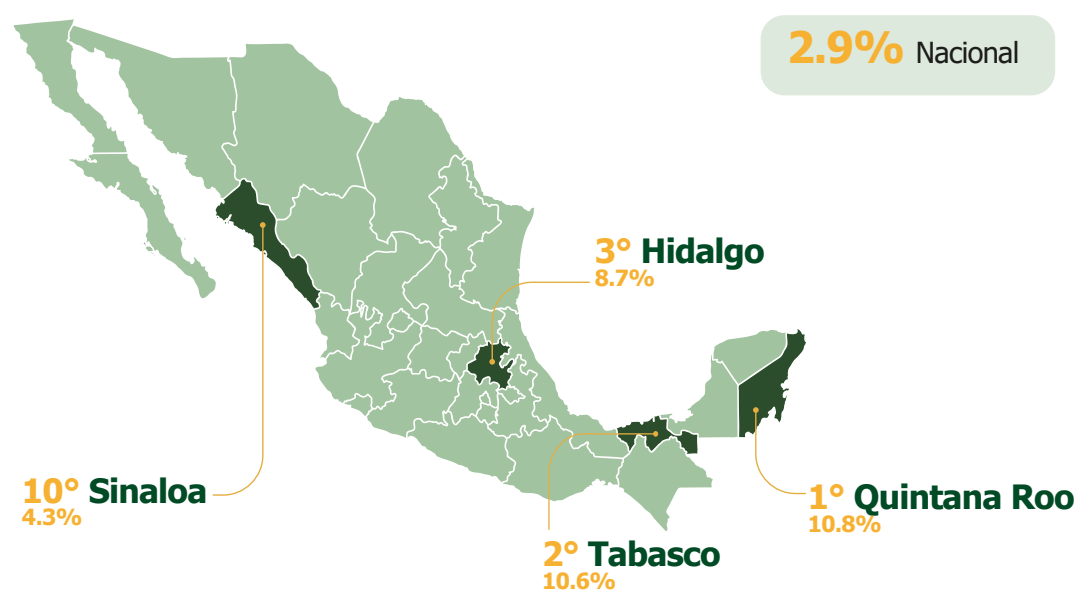 2.9% Nacional
3° Hidalgo
8.7%
10° Sinaloa
4.3%
1° Quintana Roo
10.8%
2° Tabasco
10.6%